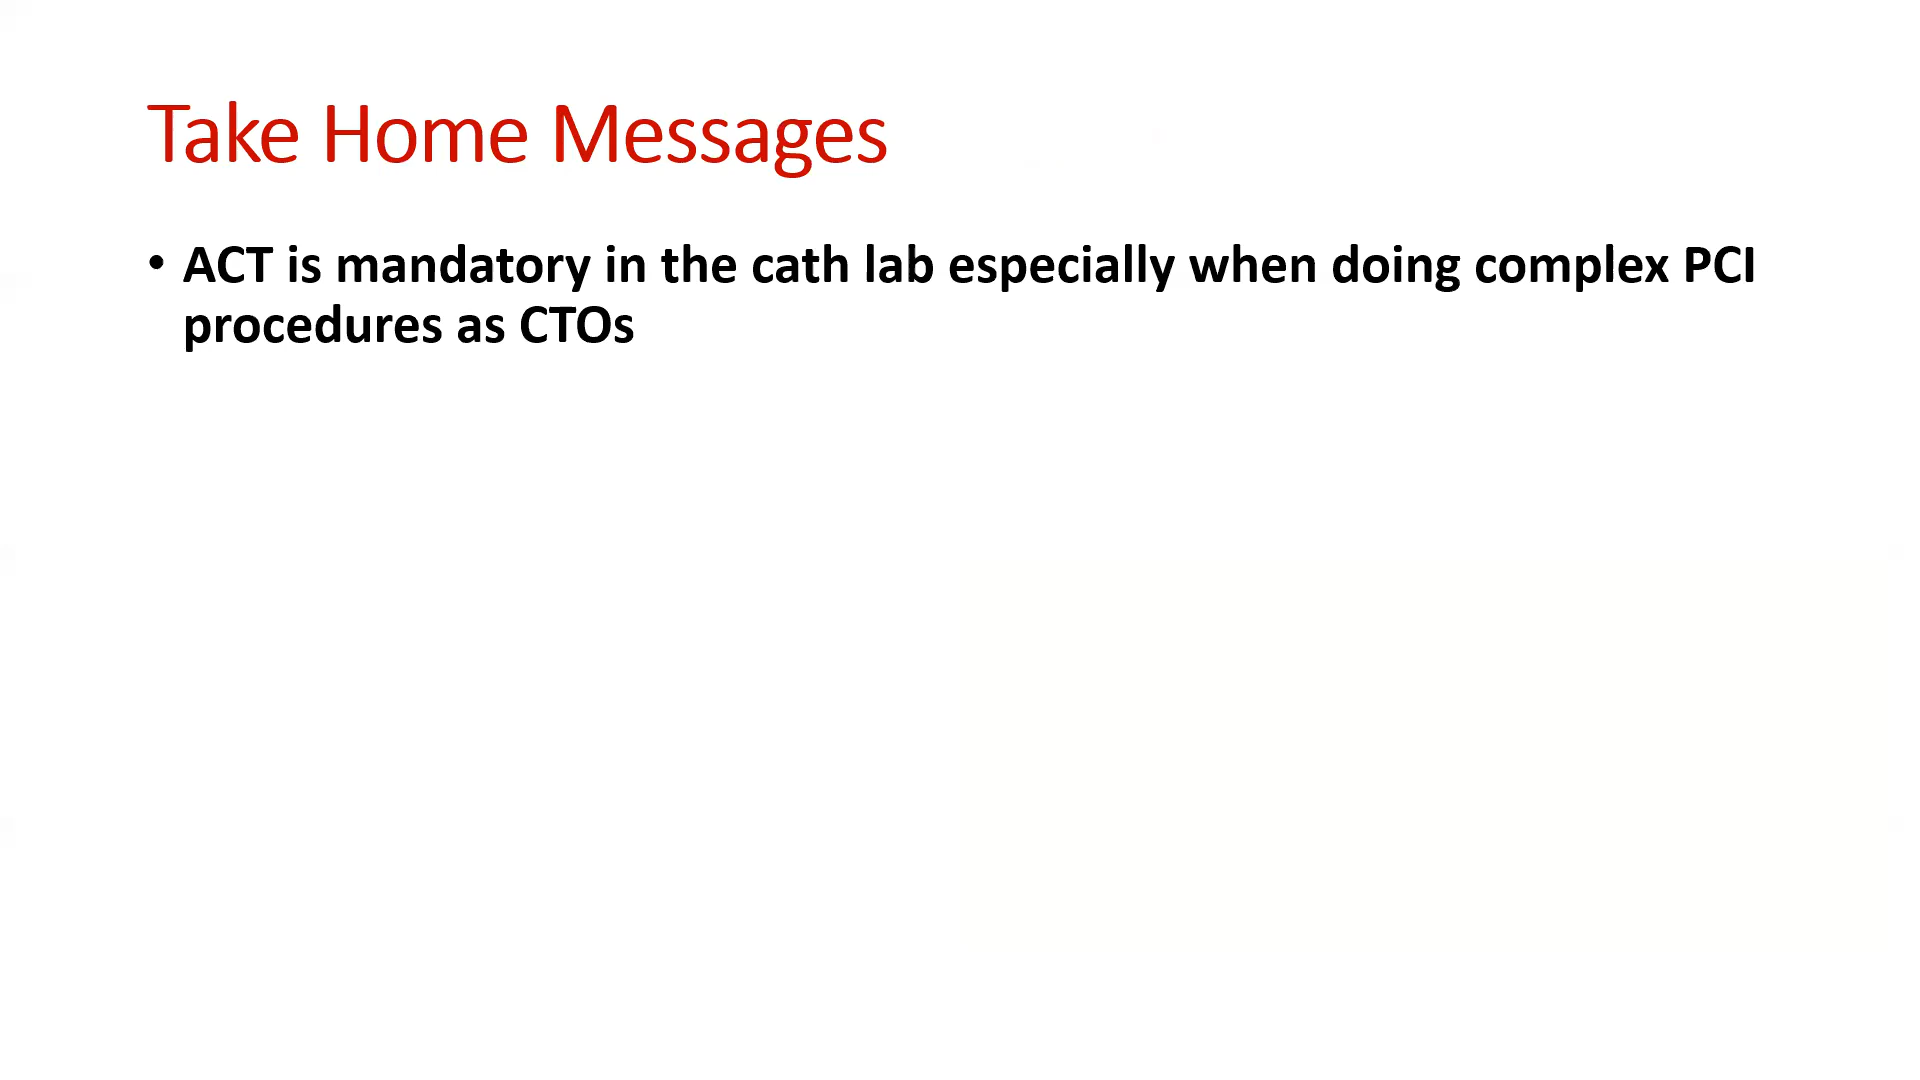 Take Home Messages
• ACT is mandatory in the cath lab especially when doing complex PCI
procedures as CTOs